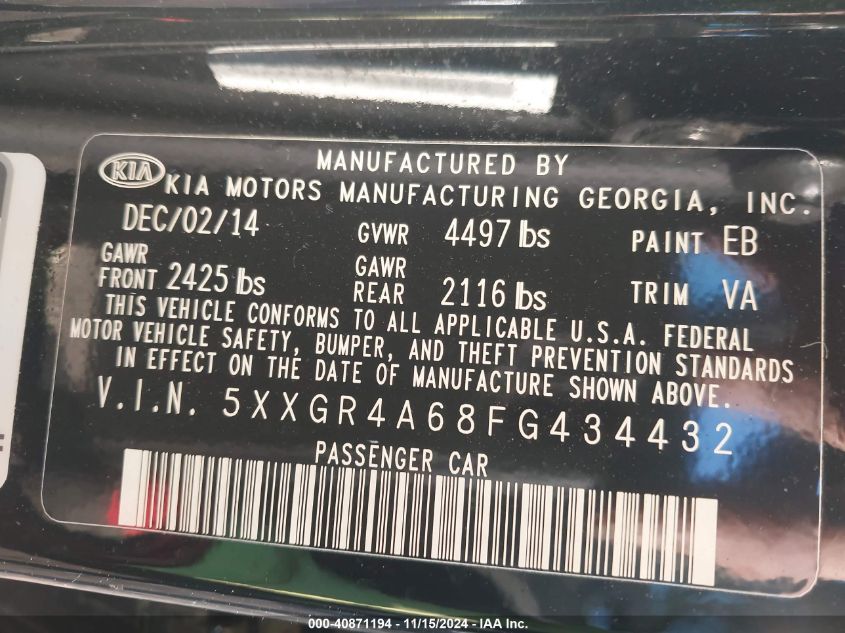 MANUFACTURED BY
KIA KIA MOTORS MANUFACTURING GEORGIA, INC.
DEC/02/14 GVWR 4497 lbs PAINT EB
GAWR FRONT 2425 lbs GAWR REAR 2116 lbs TRIM VA
THIS VEHICLE CONFORMS TO ALL APPLICABLE U.S.A. FEDERAL
MOTOR VEHICLE SAFETY, BUMPER, AND THEFT PREVENTION STANDARDS
IN EFFECT ON THE DATE OF MANUFACTURE SHOWN ABOVE.
V.I.N. 5XXGR4A68FG434432
PASSENGER CAR
000-40871194 - 11/15/2024 - IAA Inc.